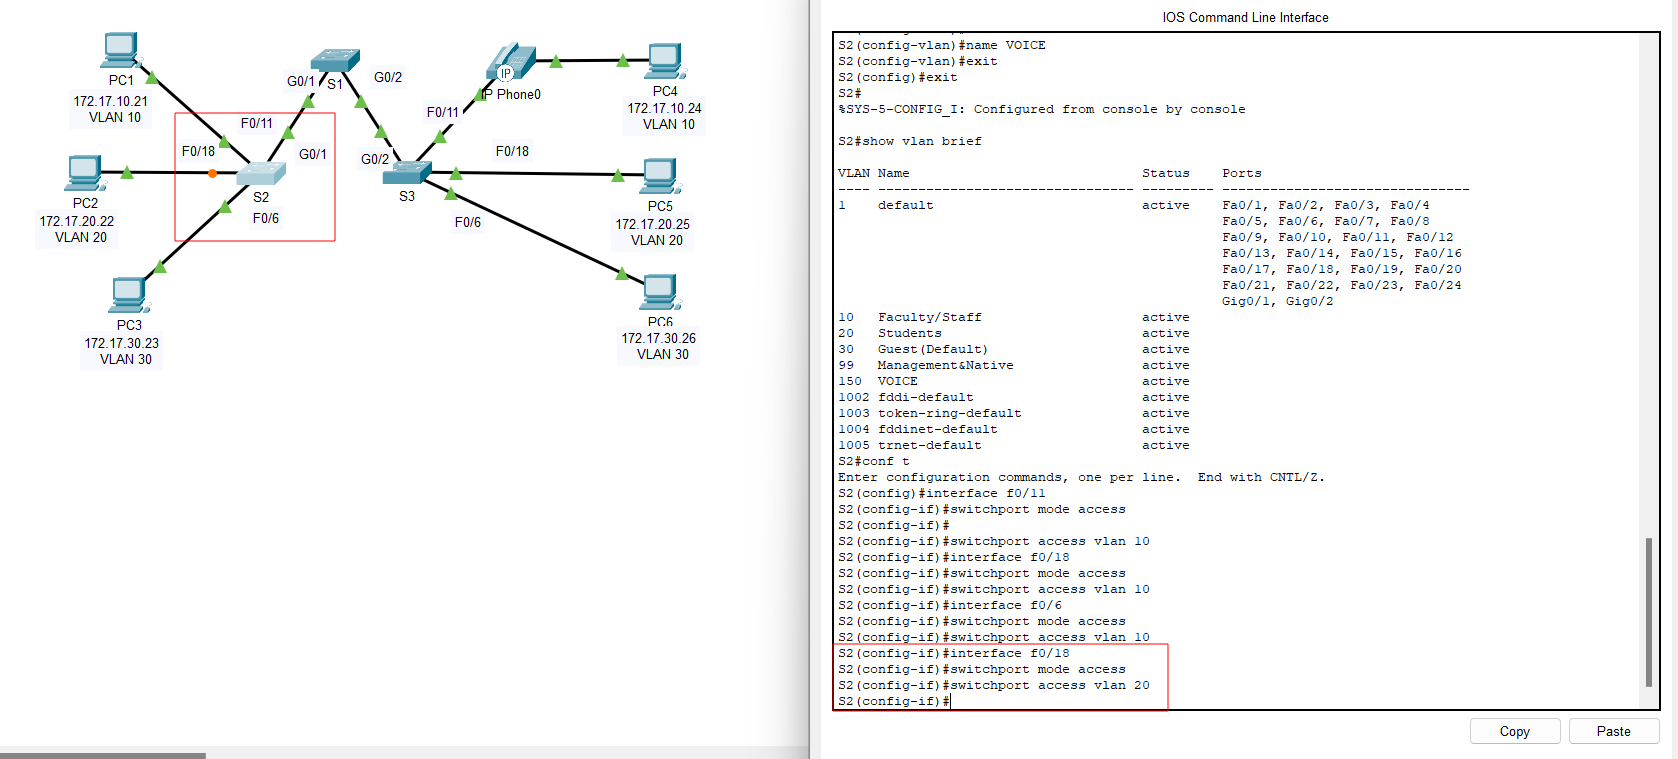 PC1
172.17.10.21
VLAN 10
F0/11
F0/18
PC2
172.17.20.22
VLAN 20
S2
F0/6
G0/1
PC3
172.17.30.23
VLAN 30
G0/1
S1
G0/2
G0/2
S3
F0/11
IP
IP Phone0
PC4
172.17.10.24
VLAN 10
F0/18
PC5
172.17.20.25
VLAN 20
F0/6
PC6
172.17.30.26
VLAN 30
IOS Command Line Interface
S2(config-vlan)#name VOICE
S2(config-vlan)#exit
S2(config)#exit
S2#
%SYS-5-CONFIG_I: Configured from console by console
S2#show vlan brief
VLAN Name Status Ports
---- -------------------------------- --------- -------------------------------
1 default active Fa0/1, Fa0/2, Fa0/3, Fa0/4
Fa0/5, Fa0/6, Fa0/7, Fa0/8
Fa0/9, Fa0/10, Fa0/11, Fa0/12
Fa0/13, Fa0/14, Fa0/15, Fa0/16
Fa0/17, Fa0/18, Fa0/19, Fa0/20
Fa0/21, Fa0/22, Fa0/23, Fa0/24
Gig0/1, Gig0/2
10 Faculty/Staff active
20 Students active
30 Guest(Default) active
99 Management&Native active
150 VOICE active
1002 fddi-default active
1003 token-ring-default active
1004 fddinet-default active
1005 trnet-default active
S2#conf t
Enter configuration commands, one per line. End with CNTL/Z.
S2(config)#interface f0/11
S2(config-if)#switchport mode access
S2(config-if)#
S2(config-if)#switchport access vlan 10
S2(config-if)#interface f0/18
S2(config-if)#switchport mode access
S2(config-if)#switchport access vlan 10
S2(config-if)#interface f0/6
S2(config-if)#switchport mode access
S2(config-if)#switchport access vlan 10
S2(config-if)#interface f0/18
S2(config-if)#switchport mode access
S2(config-if)#switchport access vlan 20
S2(config-if)#
Copy
Paste